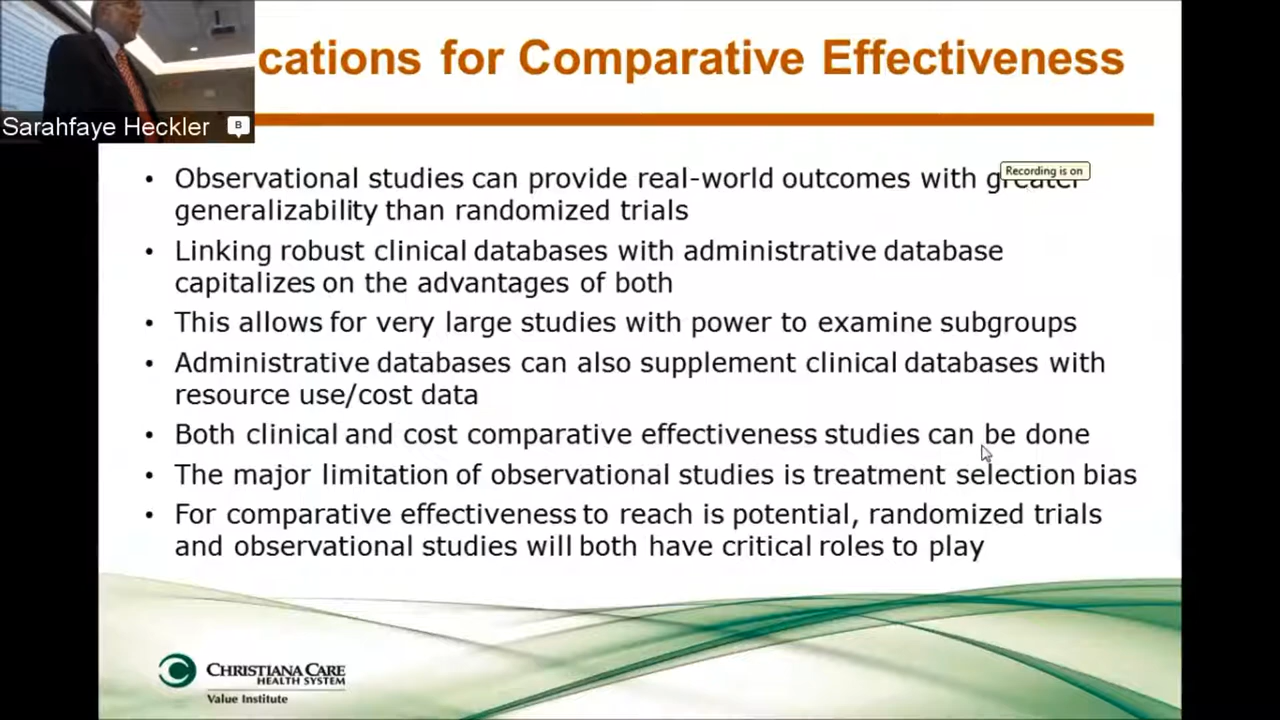 cations for Comparative Effectiveness
Sarahfaye Heckler
B
Recording is on
• Observational studies can provide real-world outcomes with greater
generalizability than randomized trials
• Linking robust clinical databases with administrative database
capitalizes on the advantages of both
• This allows for very large studies with power to examine subgroups
• Administrative databases can also supplement clinical databases with
resource use/cost data
• Both clinical and cost comparative effectiveness studies can be done
• The major limitation of observational studies is treatment selection bias
• For comparative effectiveness to reach is potential, randomized trials
and observational studies will both have critical roles to play
CHRISTIANA CARE
HEALTH SYSTEM
Value Institute